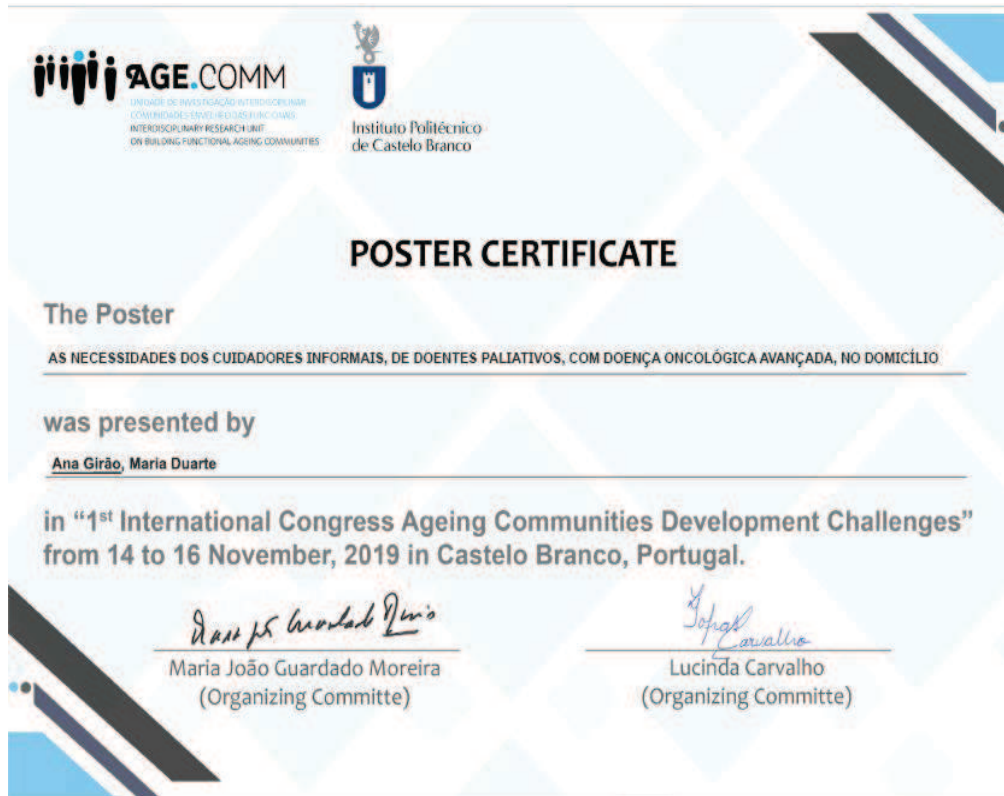 AGE.COMM
UNIDADE DE INVESTIGAÇÃO INTERDISCIPLINAR
COMUNIDADES ENVELHECIDAS FUNCIONAIS
INTERDISCIPLINARY RESEARCH UNIT
ON BUILDING FUNCTIONAL AGEING COMMUNITIES
Instituto Politécnico
de Castelo Branco
POSTER CERTIFICATE
The Poster
AS NECESSIDADES DOS CUIDADORES INFORMAIS, DE DOENTES PALIATIVOS, COM DOENÇA ONCOLÓGICA AVANÇADA, NO DOMICÍLIO
was presented by
Ana Girão, Maria Duarte
in “1st International Congress Ageing Communities Development Challenges”
from 14 to 16 November, 2019 in Castelo Branco, Portugal.
Carvalho
Maria João Guardado Moreira
(Organizing Committe)
Lucinda Carvalho
(Organizing Committe)